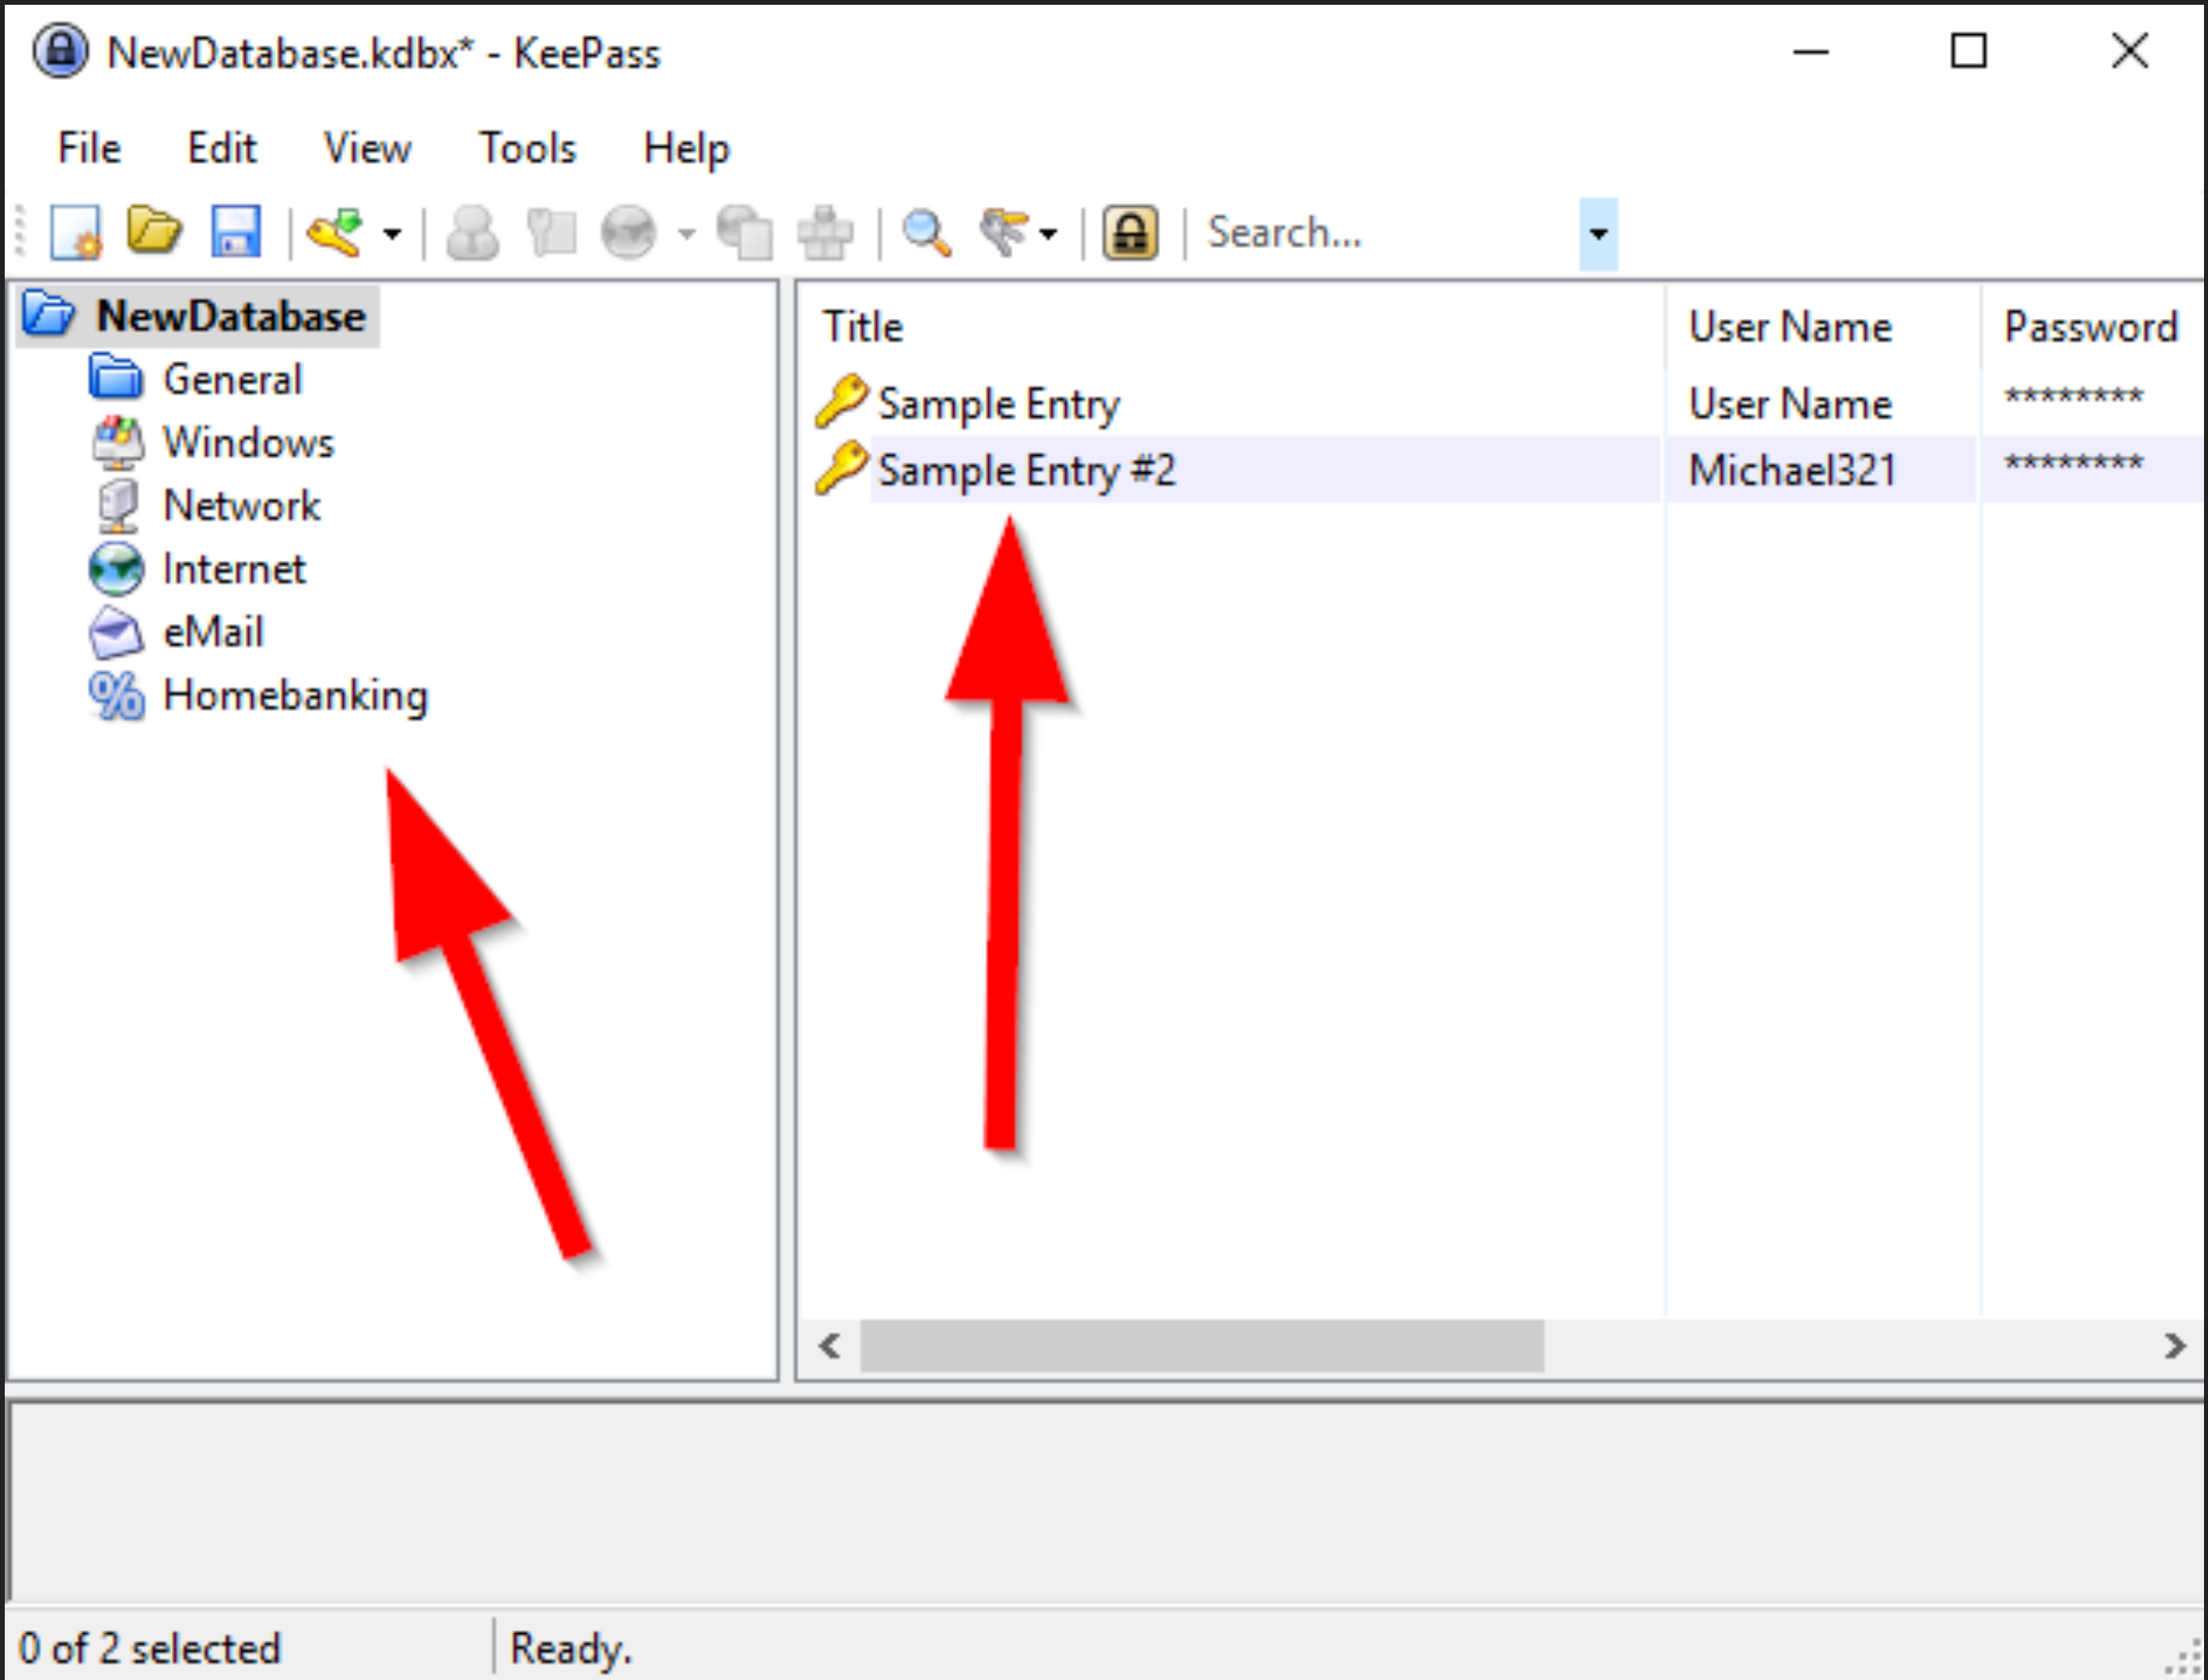 NewDatabase.kdbx* - KeePass
File Edit View Tools Help
Search...
NewDatabase
General
Windows
Network
Internet
eMail
Homebanking
Title User Name Password
Sample Entry User Name ********
Sample Entry #2 Michael321 ********
0 of 2 selected Ready.